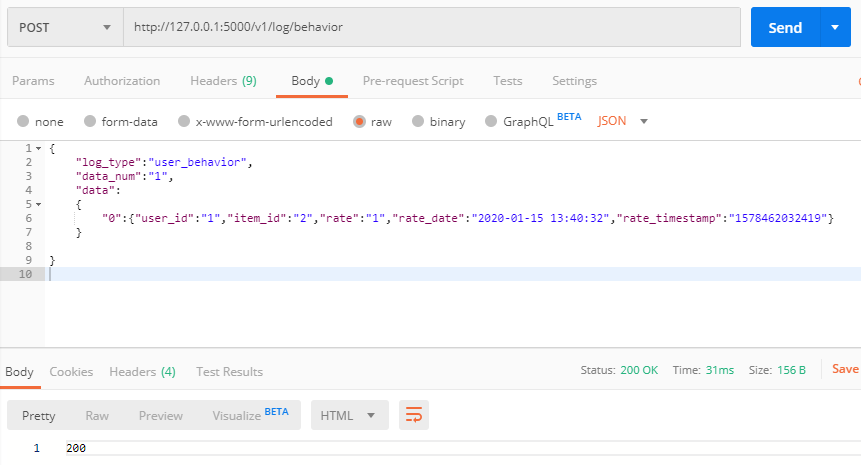 POST http://127.0.0.1:5000/v1/log/behavior Send
Params Authorization Headers (9) Body Pre-request Script Tests Settings
none form-data x-www-form-urlencoded raw binary GraphQL BETA JSON
1 {
2 "log_type":"user_behavior",
3 "data_num":"1",
4 "data":
5 {
6 "0":{"user_id":"1","item_id":"2","rate":"1","rate_date":"2020-01-15 13:40:32","rate_timestamp":"1578462032419"}
7 }
8
9 }
10
Body Cookies Headers (4) Test Results Status: 200 OK Time: 31ms Size: 156 B Save
Pretty Raw Preview Visualize BETA HTML
1 200